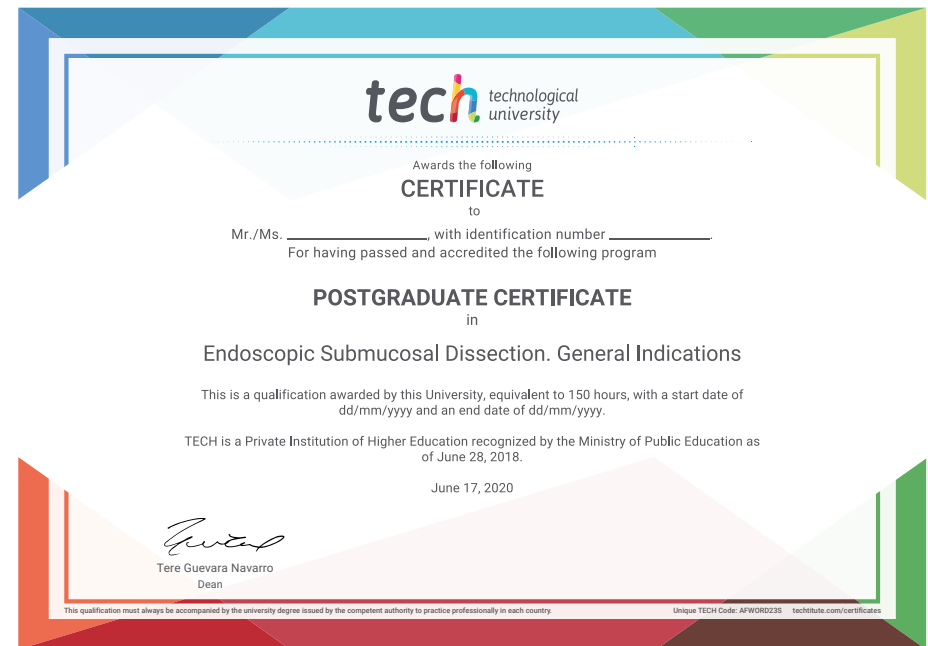 tech technological
university
Awards the following
CERTIFICATE
to
Mr./Ms. ____________________, with identification number ______________.
For having passed and accredited the following program
POSTGRADUATE CERTIFICATE
in
Endoscopic Submucosal Dissection. General Indications
This is a qualification awarded by this University, equivalent to 150 hours, with a start date of
dd/mm/yyyy and an end date of dd/mm/yyyy.
TECH is a Private Institution of Higher Education recognized by the Ministry of Public Education as
of June 28, 2018.
June 17, 2020
Tere Guevara Navarro
Dean
This qualification must always be accompanied by the university degree issued by the competent authority to practice professionally in each country. Unique TECH Code: AFWORD23S techtitute.com/certificates